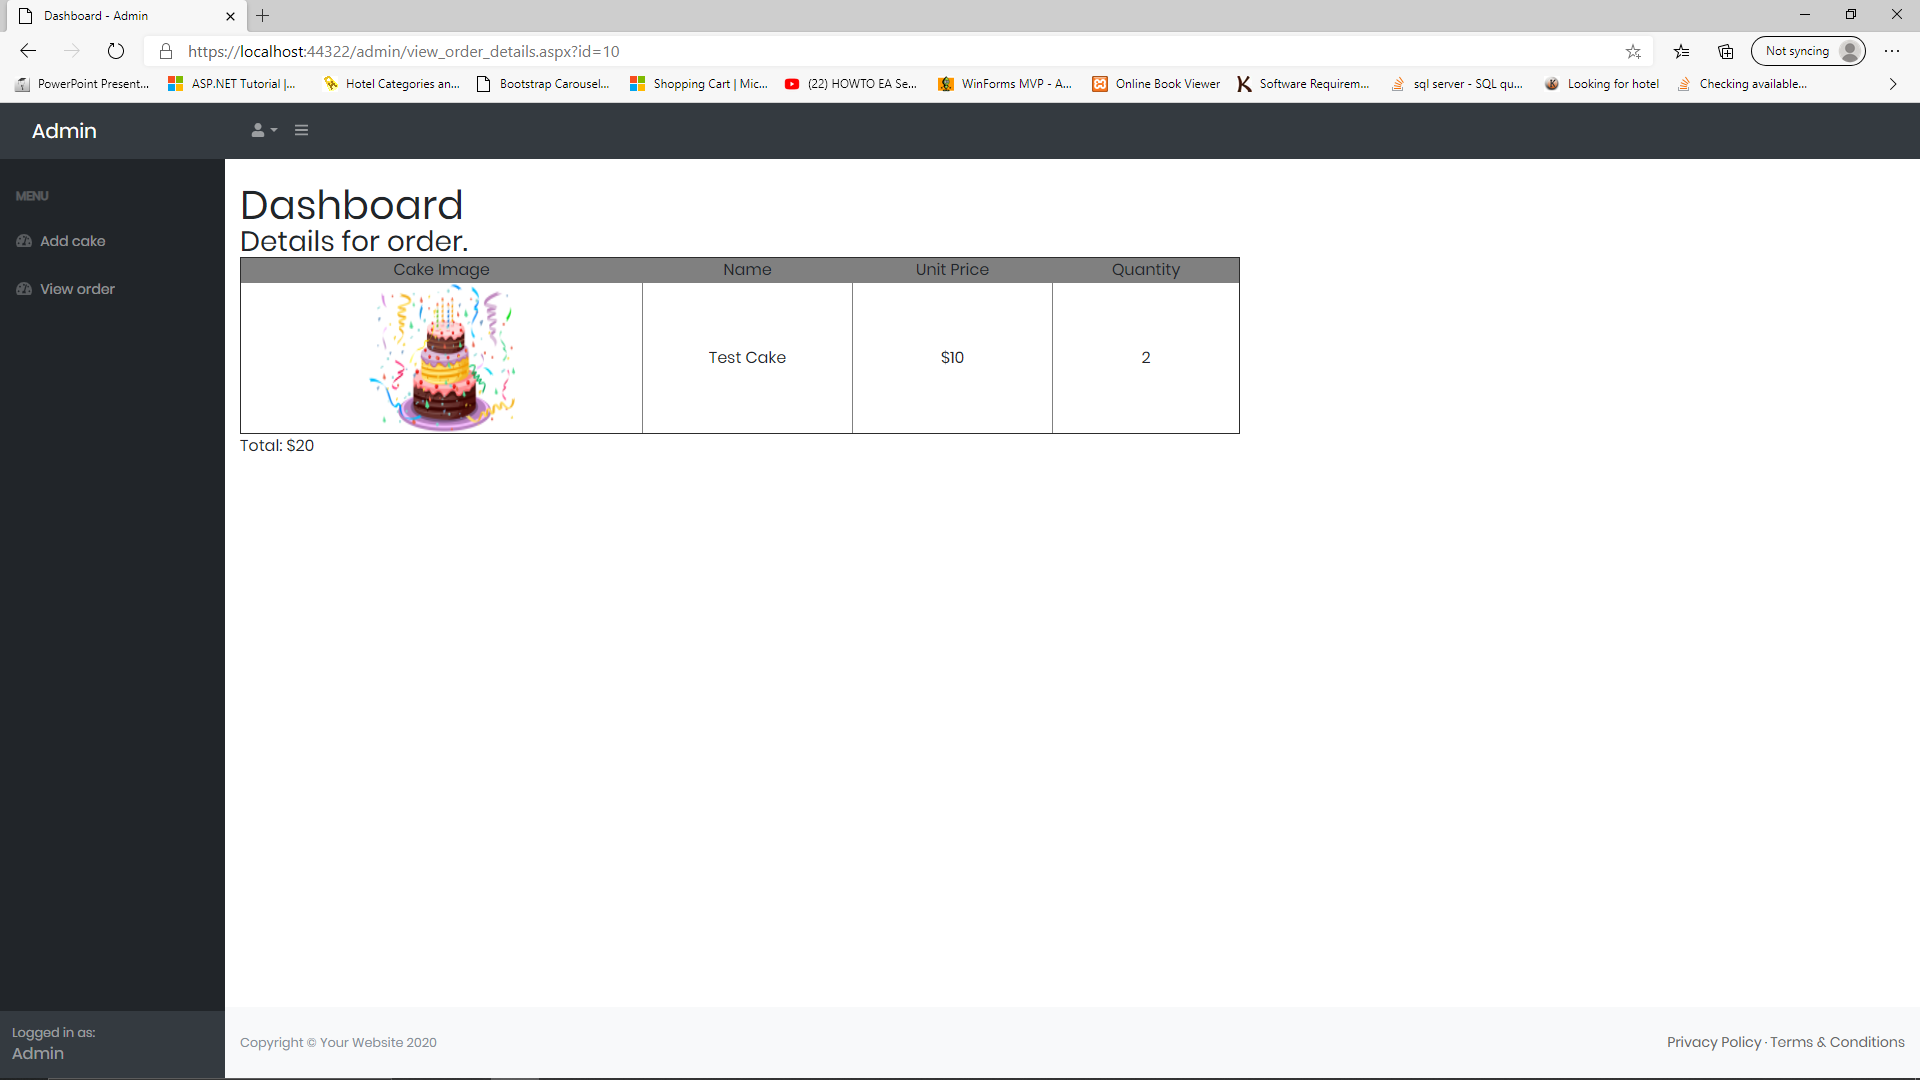 Dashboard - Admin
https://localhost:44322/admin/view_order_details.aspx?id=10
Not syncing
PowerPoint Present...
ASP.NET Tutorial |...
Hotel Categories an...
Bootstrap Carousel...
Shopping Cart | Mic...
(22) HOWTO EA Se...
WinForms MVP - A...
Online Book Viewer
Software Requirem...
sql server - SQL qu...
Looking for hotel
Checking available...
Admin
MENU
Add cake
View order
Dashboard
Details for order.
Cake Image Name Unit Price Quantity
Test Cake $10 2
Total: $20
Logged in as:
Admin
Copyright © Your Website 2020
Privacy Policy · Terms & Conditions